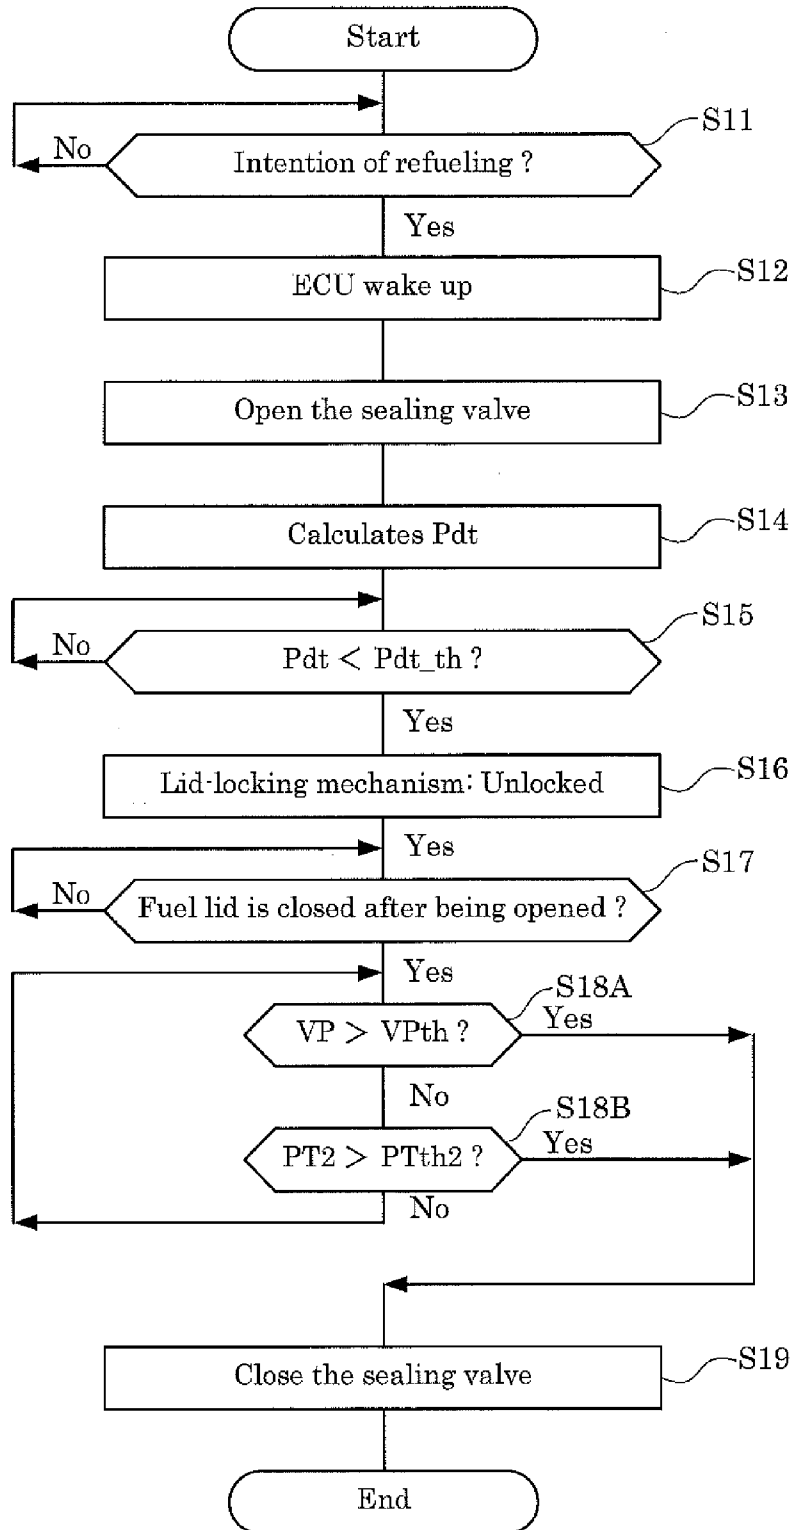 Start
S11
No
Intention of refueling ?
Yes
S12
ECU wake up
S13
Open the sealing valve
S14
Calculates Pdt
S15
No
Pdt < Pdt_th ?
Yes
S16
Lid-locking mechanism: Unlocked
Yes
S17
No
Fuel lid is closed after being opened ?
Yes
S18A
VP > VPth ?
Yes
No
S18B
PT2 > PTth2 ?
Yes
No
S19
Close the sealing valve
End